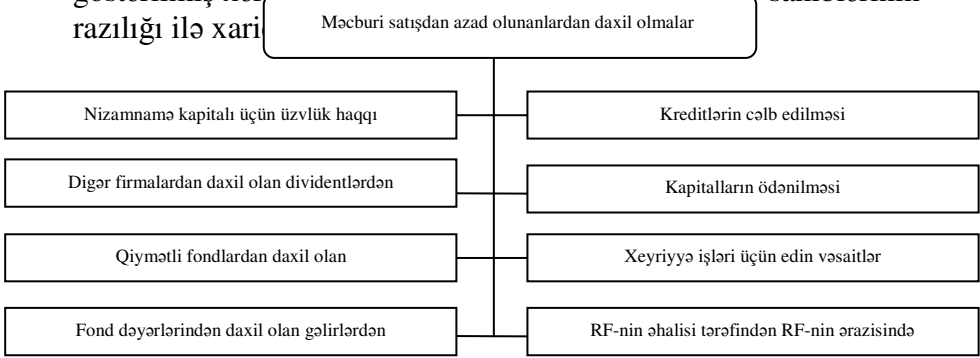 razılığı ilə
Məcburi satışdan azad olunanlardan daxil olmalar
Nizamnamə kapitalı üçün üzvlük haqqı
Kreditlərin cəlb edilməsi
Digər firmalardan daxil olan dividentlərdən
Kapitalların ödənilməsi
Qiymətli fondlardan daxil olan
Xeyriyyə işləri üçün edin vəsaitlər
Fond dəyərlərindən daxil olan gəlirlərdən
RF-nin əhalisi tərəfindən RF-nin ərazisində